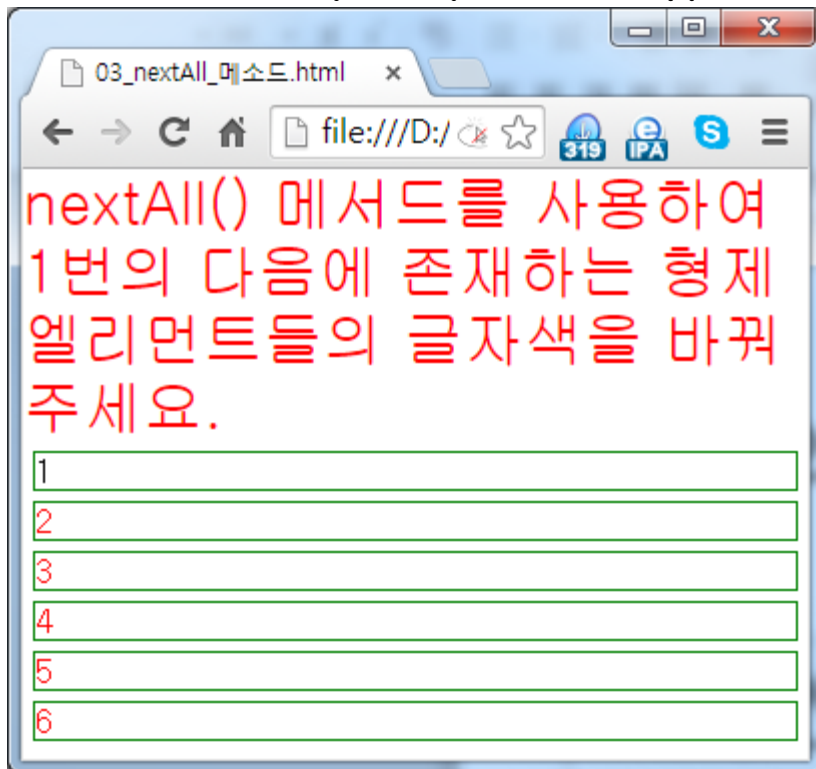 03_nextAll_메소드.html
file:///D:/
319
IPA
nextAll() 메서드를 사용하여
1번의 다음에 존재하는 형제
엘리먼트들의 글자색을 바꿔
주세요.
1
2
3
4
5
6